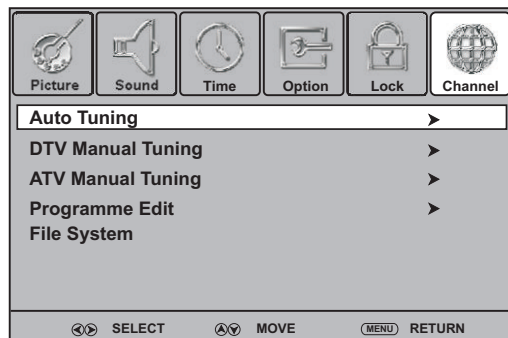 Picture Sound Time Option Lock Channel
Auto Tuning
DTV Manual Tuning
ATV Manual Tuning
Programme Edit
File System
SELECT MOVE MENU RETURN